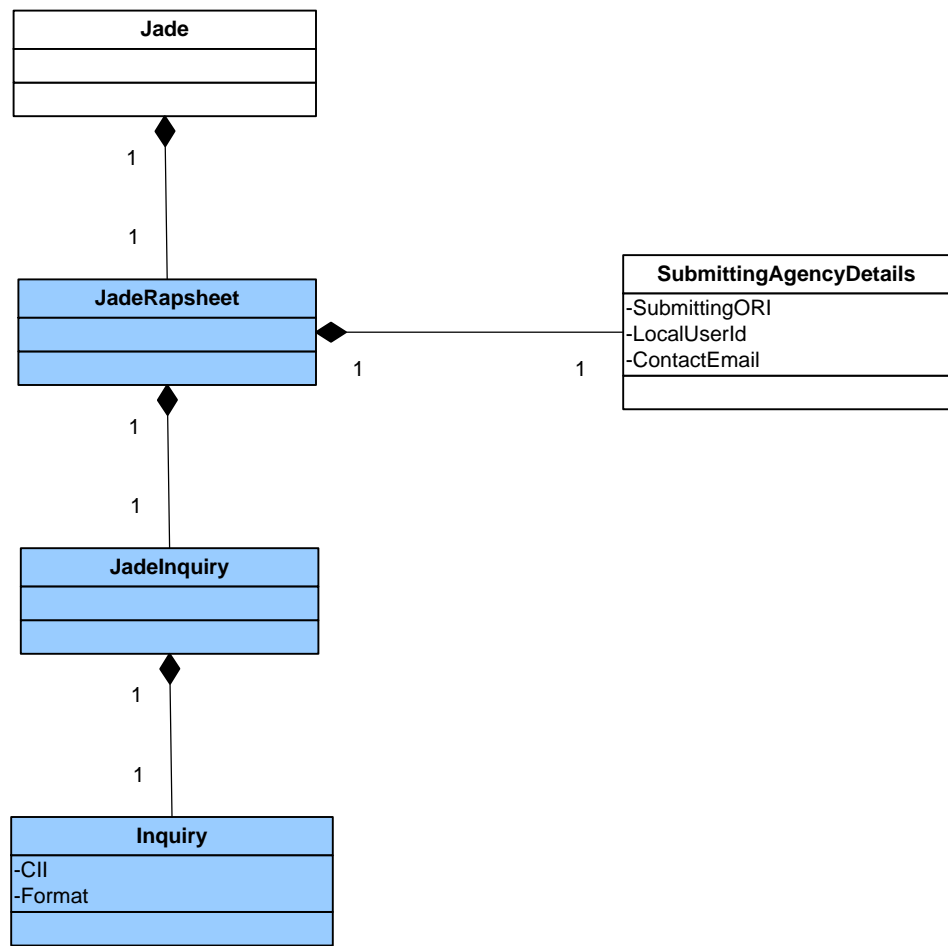 Jade
1
1
JadeRapsheet
SubmittingAgencyDetails
-SubmittingORI
-LocalUserId
-ContactEmail
1
1
1
1
JadeInquiry
1
1
Inquiry
-CII
-Format